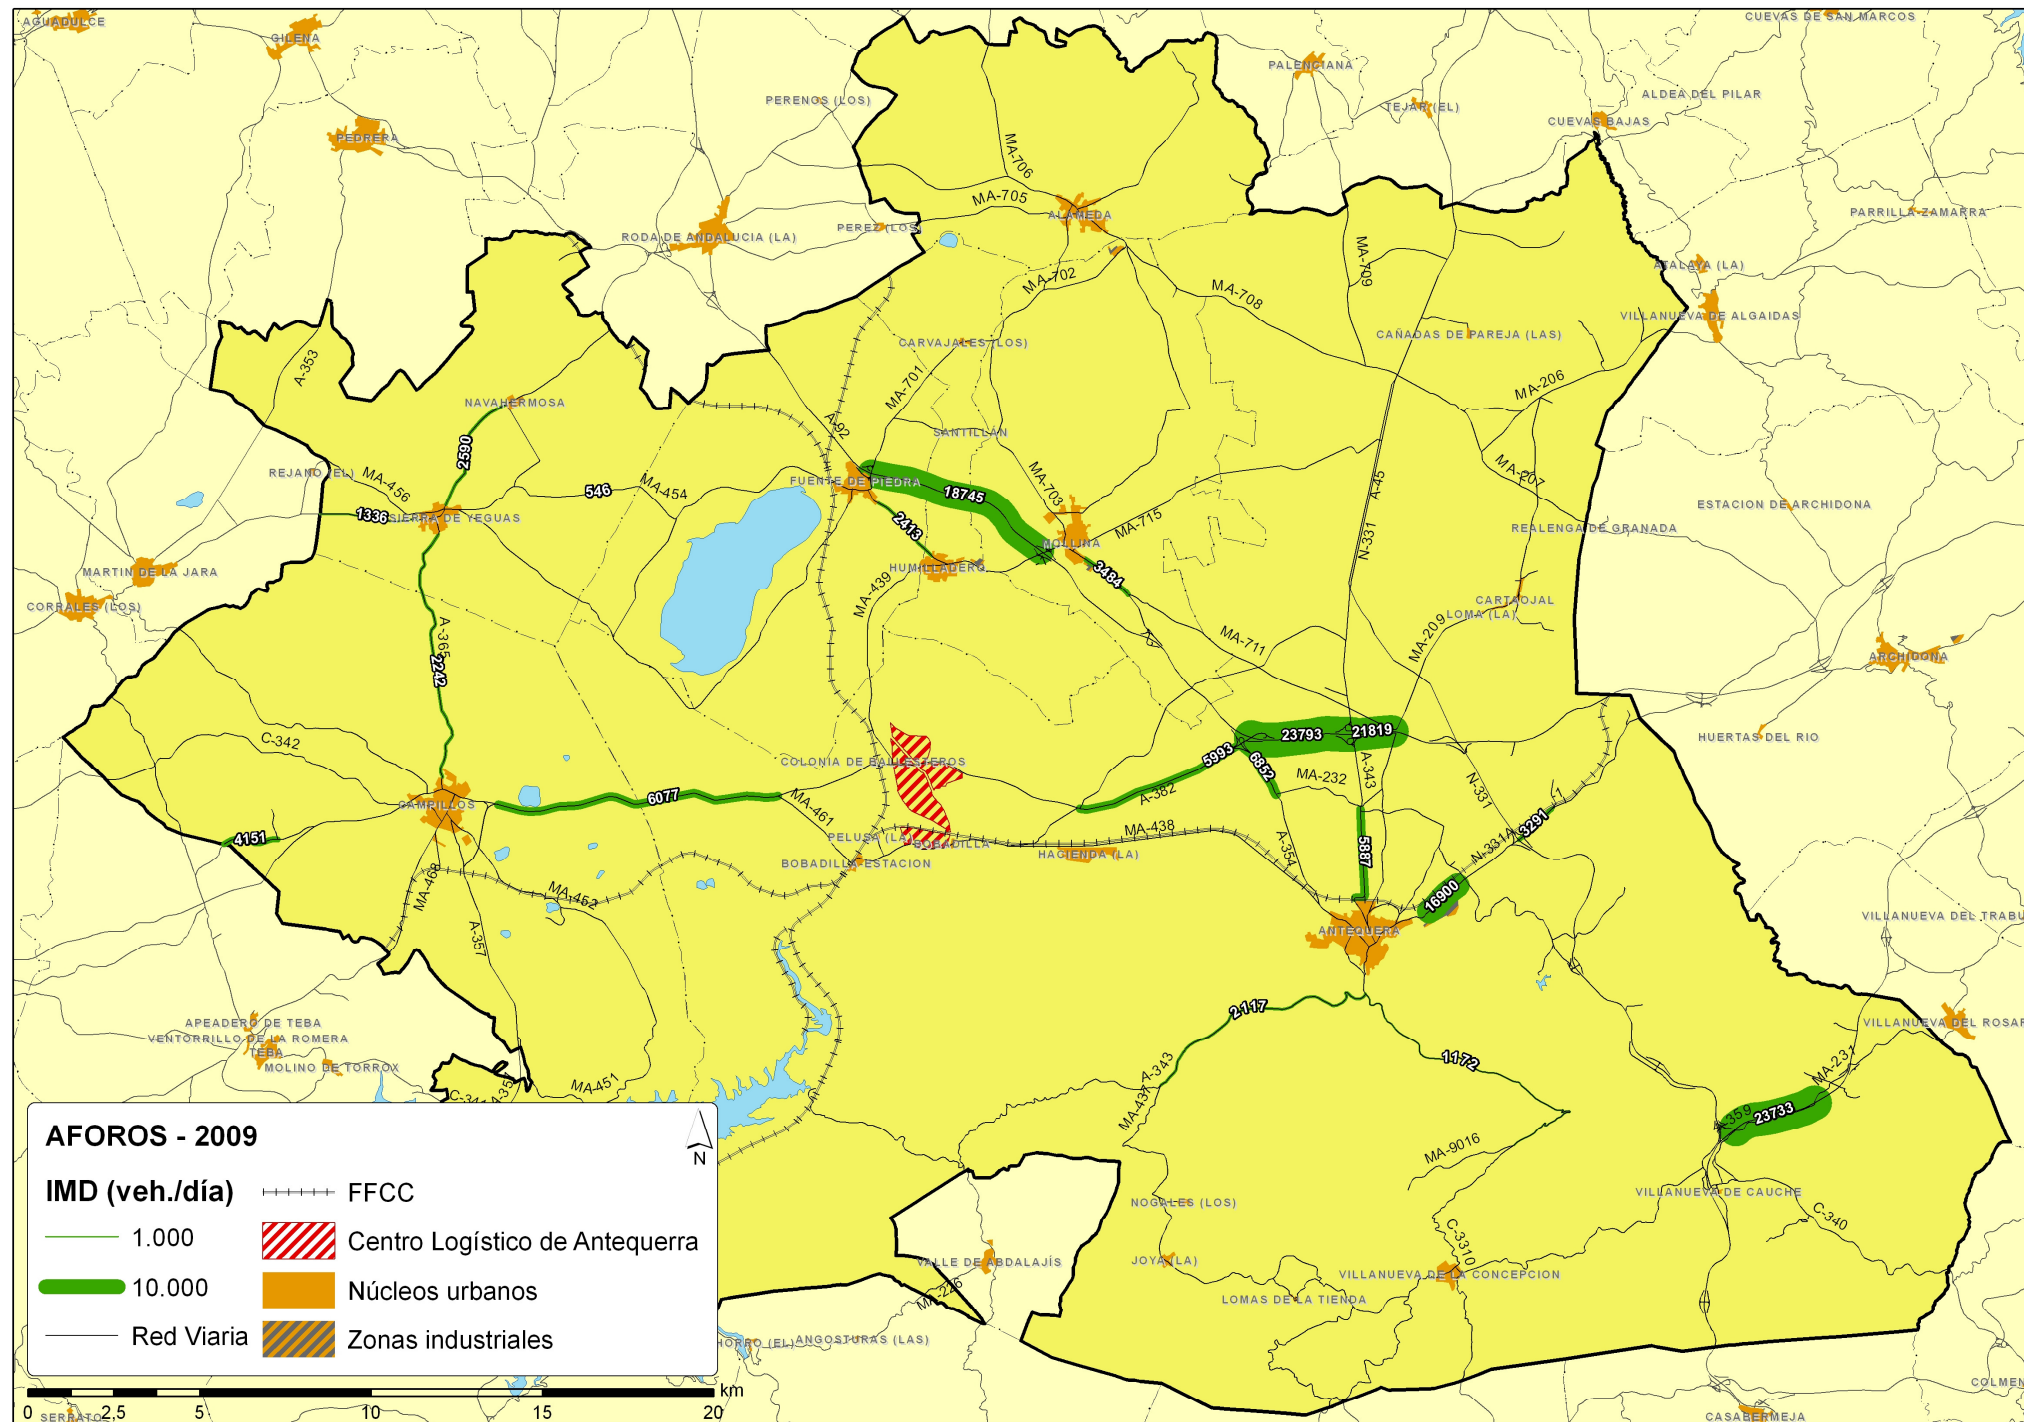 AGUADULCE
GILENA
CUEVAS DE SAN MARCOS
PALENCIANA
PERENOS (LOS)
TEJAR (EL)
ALDEA DEL PILAR
CUEVAS BAJAS
PEDRERA
MA-706
MA-705
ALAMEDA
PARRILLA-ZAMARRA
RODA DE ANDALUCIA (LA)
PEREZ (LOS)
MA-709
ATALAYA (LA)
MA-702
MA-708
VILLANUEVA DE ALGAIDAS
CAÑADAS DE PAREJA (LAS)
CARVAJALES (LOS)
A-353
MA-701
MA-206
NAVAHERMOSA
A-92
SANTILLÁN
2590
REJANO (EL)
MA-456
MA-454
546
FUENTE DE PIEDRA
18745
MA-703
A-45
MA-207
ESTACION DE ARCHIDONA
1336
SIERRA DE YEGUAS
2413
MA-715
REALENGA DE GRANADA
MOLLINA
N-331
MARTIN DE LA JARA
HUMILLADERO
3484
MA-439
CORRALES (LOS)
CARTAOJAL
LOMA (LA)
A-365
2242
MA-711
MA-209
ARCHIDONA
C-342
23793
21819
HUERTAS DEL RIO
5993
6852
COLONIA DE BALLESTEROS
MA-232
A-343
N-331
CAMPILLOS
6077
MA-461
A-382
4151
PELUSA (LA)
BOBADILLA
MA-438
3291
N-331A
BOBADILLA-ESTACION
HACIENDA (LA)
A-354
5887
MA-468
MA-452
16900
A-357
ANTEQUERA
VILLANUEVA DEL TRABU
2117
APEADERO DE TEBA
VENTORRILLO DE LA ROMERA
TEBA
MOLINO DE TORROX
VILLANUEVA DEL ROSAR
1172
A-343
MA-437
MA-231
MA-451
A-357
23733
MA-9016
VILLANUEVA DE CAUCHE
NOGALES (LOS)
C-340
C-3310
VALLE DE ABDALAJÍS
JOYA (LA)
VILLANUEVA DE LA CONCEPCION
MA-226
LOMAS DE LA TIENDA
HORRO (EL)
ANGOSTURAS (LAS)
COLMEN
CASABERMEJA
SERRATO
AFOROS - 2009
N
IMD (veh./día)
FFCC
1.000
Centro Logístico de Antequerra
10.000
Núcleos urbanos
Red Viaria
Zonas industriales
km
0 2,5 5 10 15 20